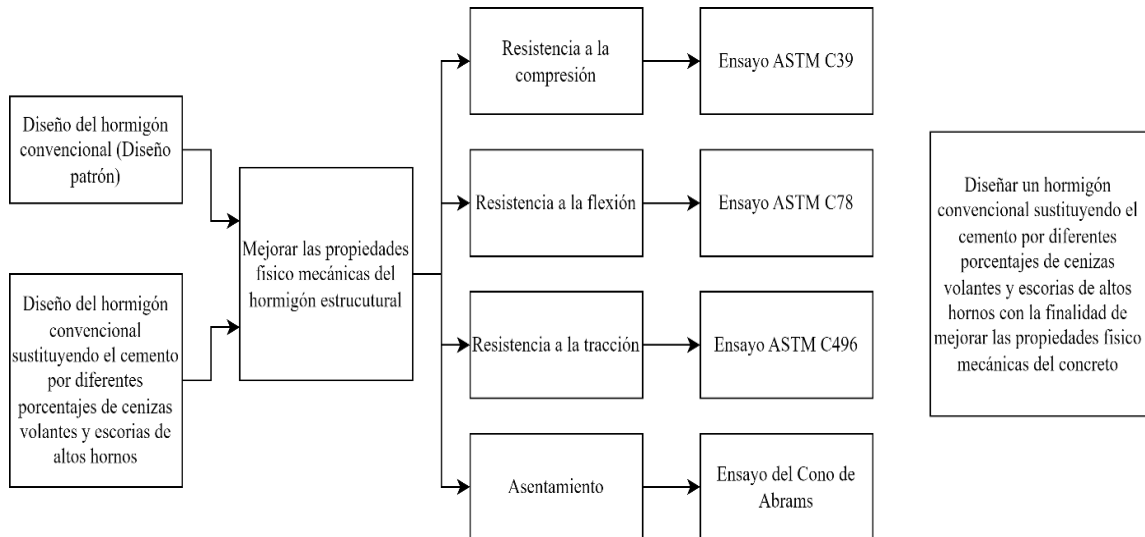 Diseño del hormigón
convencional (Diseño
patrón)
Diseño del hormigón
convencional
sustituyendo el cemento
por diferentes
porcentajes de cenizas
volantes y escorias de
altos hornos
Mejorar las propiedades
fisico mecánicas del
hormigón estrucutural
Resistencia a la
compresión
Ensayo ASTM C39
Resistencia a la flexión
Ensayo ASTM C78
Resistencia a la tracción
Ensayo ASTM C496
Asentamiento
Ensayo del Cono de
Abrams
Diseñar un hormigón
convencional sustituyendo el
cemento por diferentes
porcentajes de cenizas
volantes y escorias de altos
hornos con la finalidad de
mejorar las propiedades fisico
mecánicas del concreto